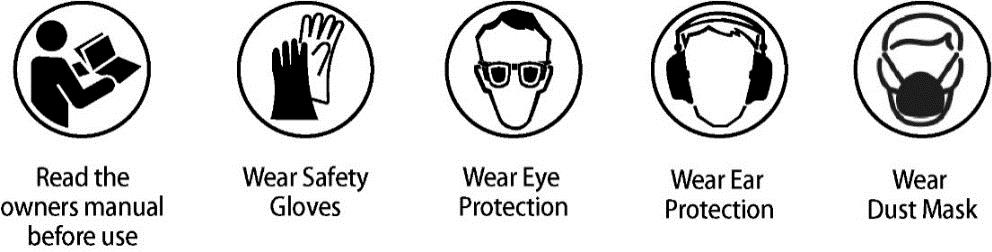 Read the
owners manual
before use
Wear Safety
Gloves
Wear Eye
Protection
Wear Ear
Protection
Wear
Dust Mask